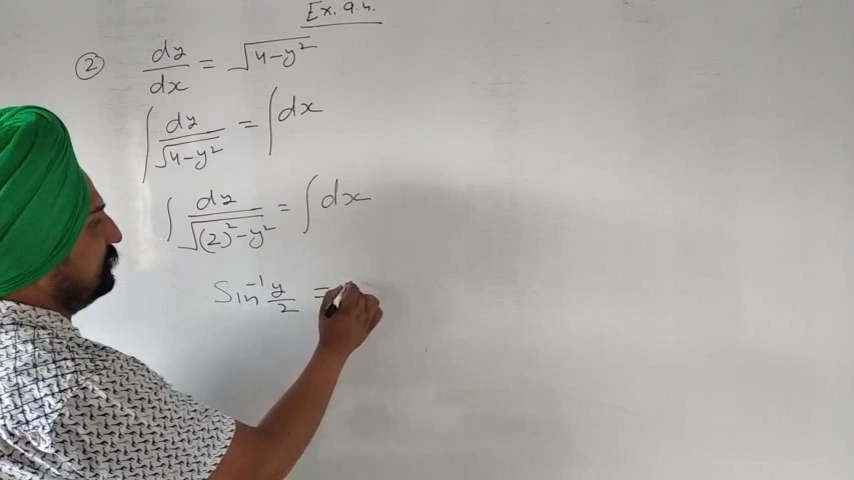 Ex. 9.4.
② dy/dx = √(4-y²)
∫ dy/√(4-y²) = ∫ dx
∫ dy/√((2)²-y²) = ∫ dx
Sin⁻¹ y/2 =